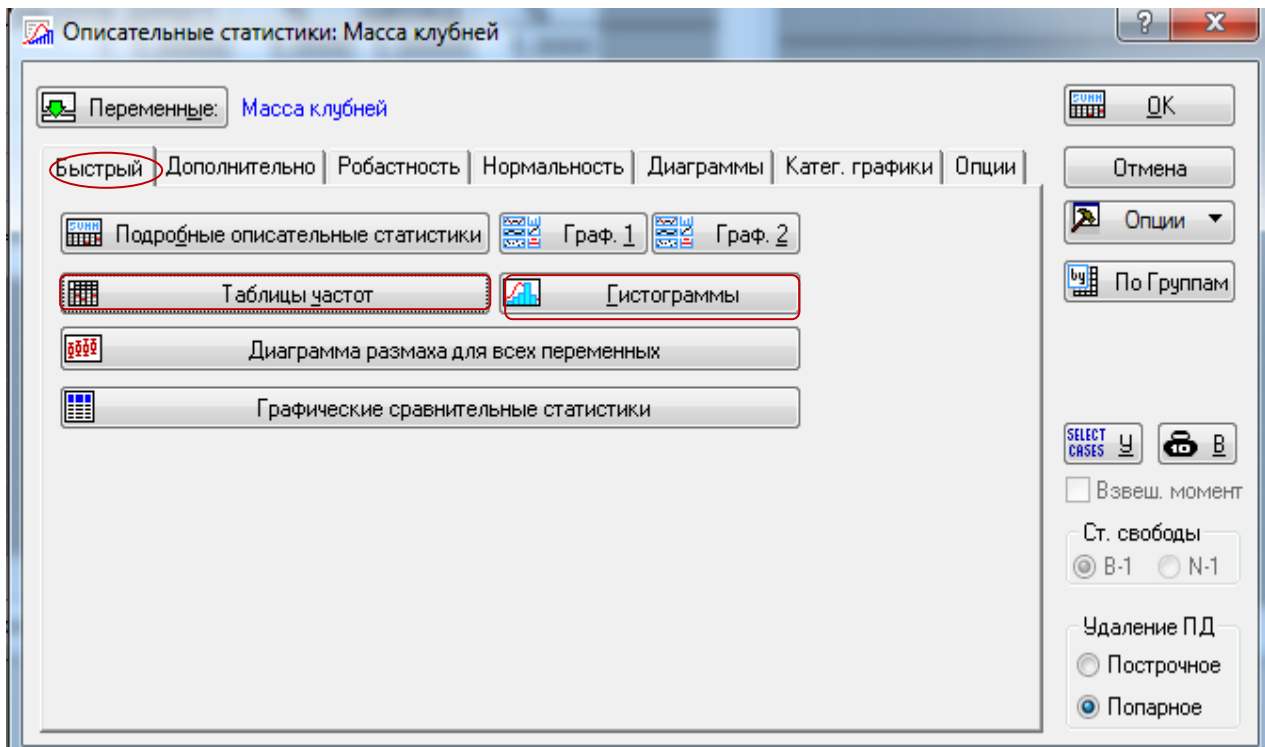 Описательные статистики: Масса клубней
? X
Переменные: Масса клубней
Быстрый Дополнительно Робастность Нормальность Диаграммы Катег. графики Опции
Подробные описательные статистики Граф. 1 Граф. 2
Таблицы частот Гистограммы
Диаграмма размаха для всех переменных
Графические сравнительные статистики
OK
Отмена
Опции
По Группам
SELECT CASES У В
Взвеш. момент
Ст. свободы
В-1 N-1
Удаление ПД
Построчное
Попарное